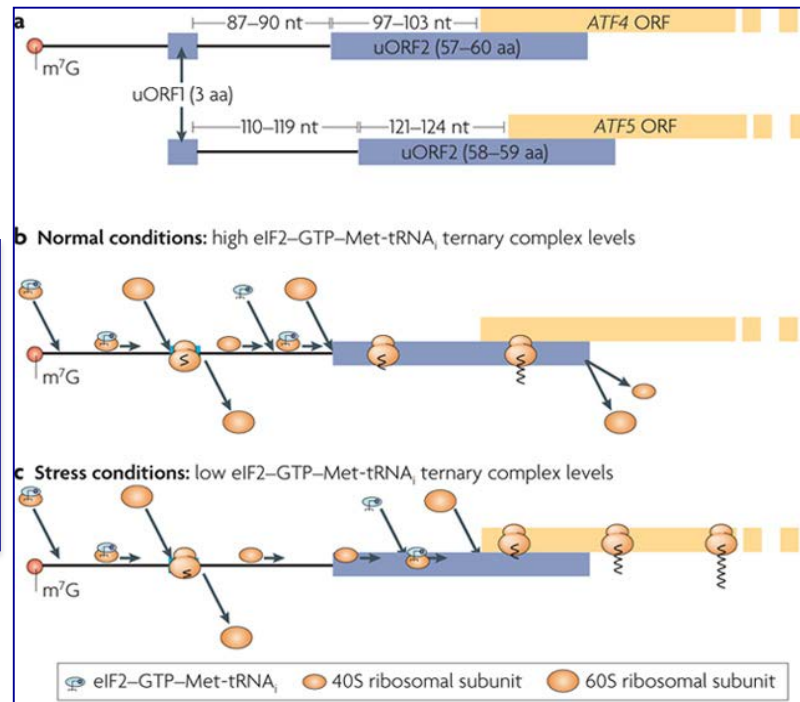 a
87–90 nt 97–103 nt ATF4 ORF
uORF2 (57–60 aa)
m⁷G
uORF1 (3 aa)
110–119 nt 121–124 nt ATF5 ORF
uORF2 (58–59 aa)
b Normal conditions: high eIF2–GTP–Met-tRNAᵢ ternary complex levels
m⁷G
c Stress conditions: low eIF2–GTP–Met-tRNAᵢ ternary complex levels
m⁷G
eIF2–GTP–Met-tRNAᵢ 40S ribosomal subunit 60S ribosomal subunit